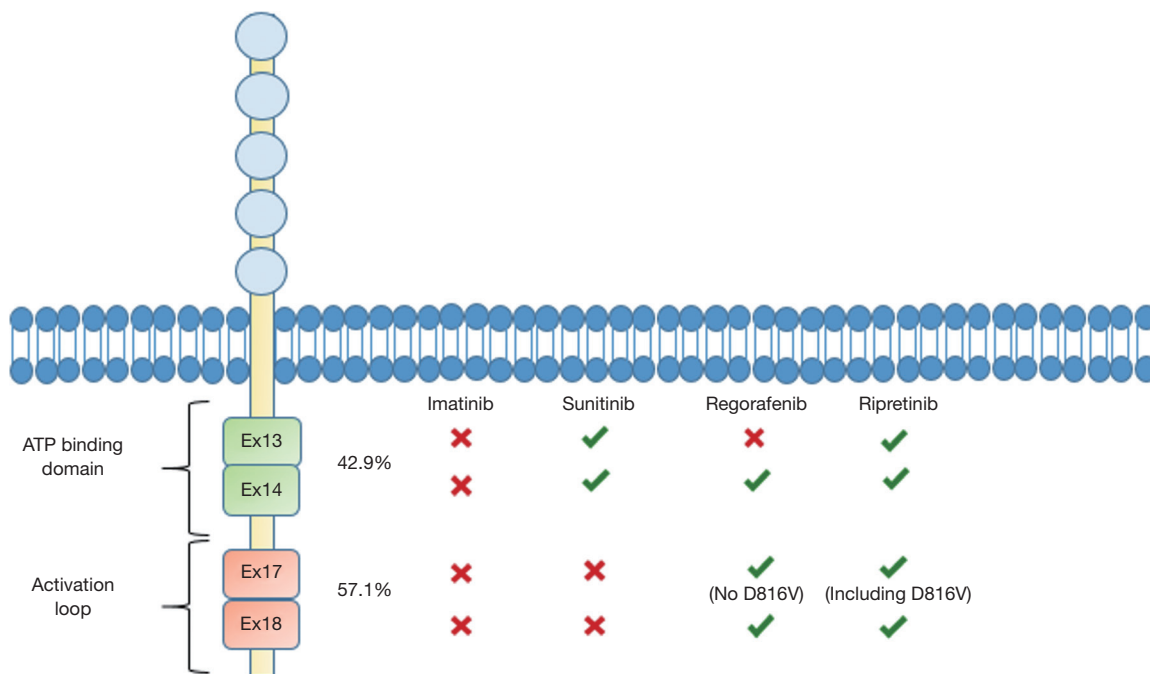 Imatinib Sunitinib Regorafenib Ripretinib
ATP binding
domain
Ex13
42.9%
Ex14
Activation
loop
Ex17
57.1%
(No D816V) (Including D816V)
Ex18